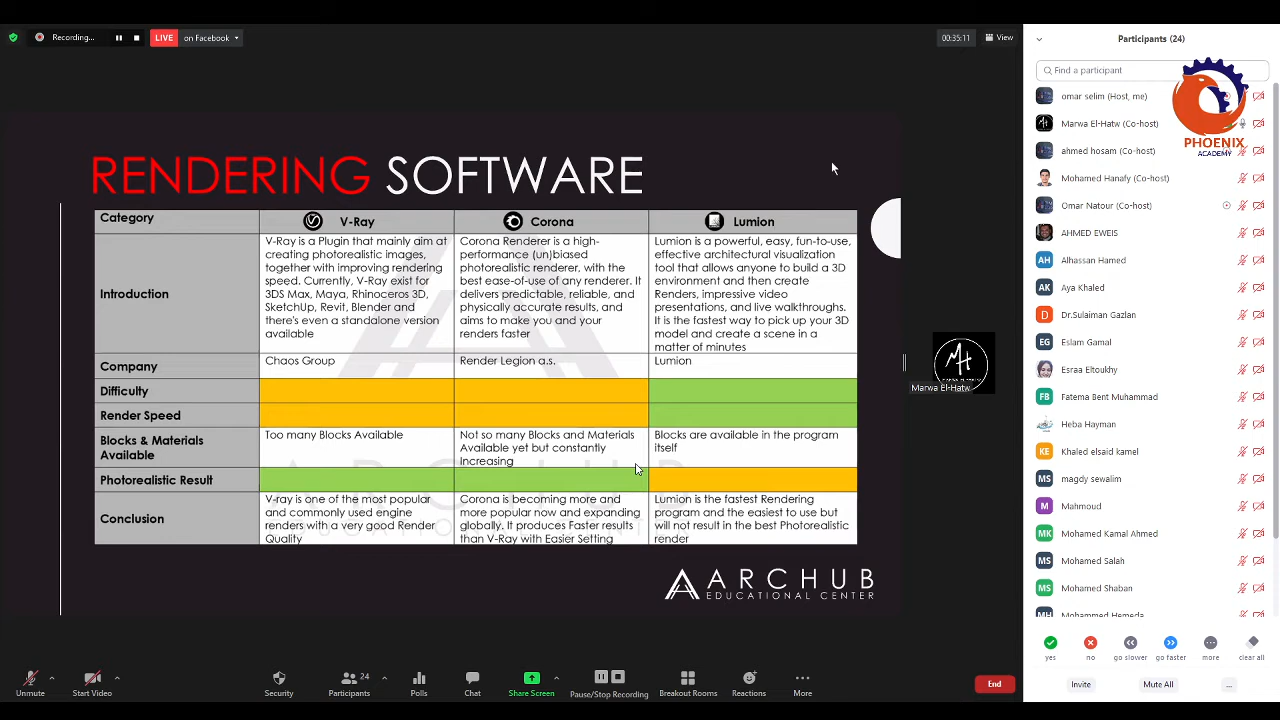 Recording...
LIVE
on Facebook
00:35:11
View
RENDERING SOFTWARE
Category
V-Ray
Corona
Lumion
Introduction
V-Ray is a Plugin that mainly aim at
creating photorealistic images,
together with improving rendering
speed. Currently, V-Ray exist for
3DS Max, Maya, Rhinoceros 3D,
SketchUp, Revit, Blender and
there's even a standalone version
available
Corona Renderer is a high-
performance (un)biased
photorealistic renderer, with the
best ease-of-use of any renderer. It
delivers predictable, reliable, and
physically accurate results, and
aims to make you and your
renders faster
Lumion is a powerful, easy, fun-to-use,
effective architectural visualization
tool that allows anyone to build a 3D
environment and then create
Renders, impressive video
presentations, and live walkthroughs.
It is the fastest way to pick up your 3D
model and create a scene in a
matter of minutes
Company
Chaos Group
Render Legion a.s.
Lumion
Difficulty
Render Speed
Blocks & Materials
Available
Too many Blocks Available
Not so many Blocks and Materials
Available yet but constantly
Increasing
Blocks are available in the program
itself
Photorealistic Result
Conclusion
V-ray is one of the most popular
and commonly used engine
renders with a very good Render
Quality
Corona is becoming more and
more popular now and expanding
globally. It produces Faster results
than V-Ray with Easier Setting
Lumion is the fastest Rendering
program and the easiest to use but
will not result in the best Photorealistic
render
ARCHUB
EDUCATIONAL CENTER
MH
Marwa El-Hatw
Participants (24)
Find a participant
PHOENIX
ACADEMY
omar selim (Host, me)
Marwa El-Hatw (Co-host)
ahmed hosam (Co-host)
Mohamed Hanafy (Co-host)
Omar Natour (Co-host)
AHMED EWEIS
AH Alhassan Hamed
AK Aya Khaled
D Dr.Sulaiman Gazlan
EG Eslam Gamal
Esraa Eltoukhy
FB Fatema Bent Muhammad
Heba Hayman
KE Khaled elsaid kamel
magdy sewalim
M Mahmoud
MK Mohamed Kamal Ahmed
MS Mohamed Salah
MS Mohamed Shaban
MH Mohammed Hemeda
yes
no
go slower
go faster
more
clear all
Invite
Mute All
...
Unmute
Start Video
Security
24
Participants
Polls
Chat
Share Screen
Pause/Stop Recording
Breakout Rooms
Reactions
More
End